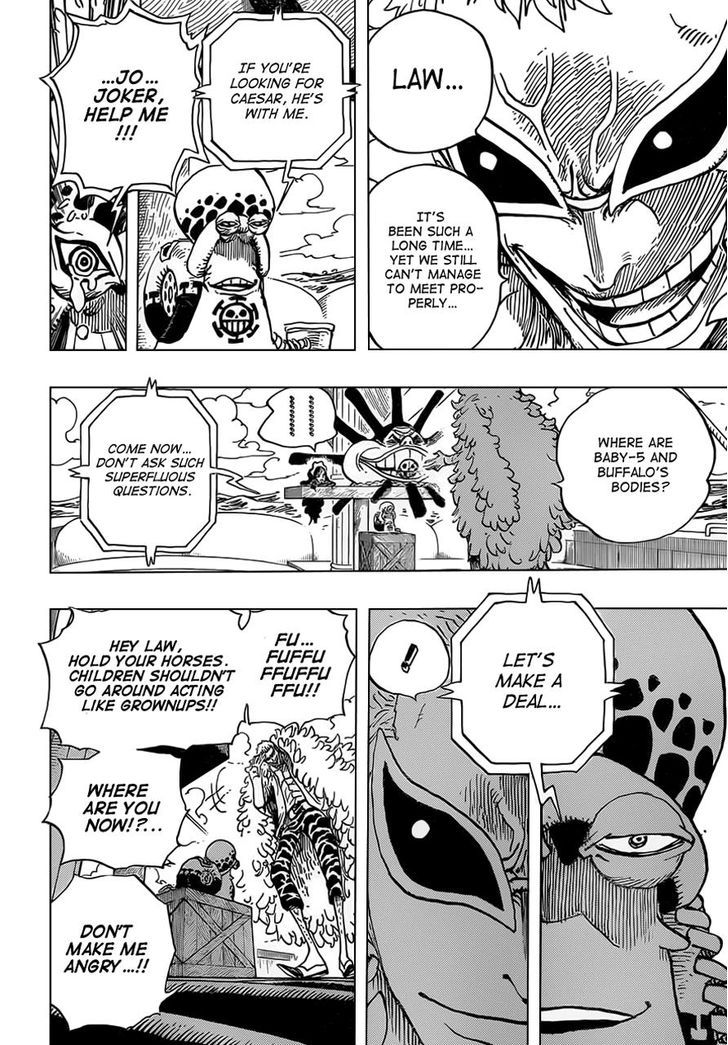 LAW...
IT'S
BEEN SUCH A
LONG TIME...
YET WE STILL
CAN'T MANAGE
TO MEET PRO-
PERLY...
IF YOU'RE
LOOKING FOR
CAESAR, HE'S
WITH ME.
...JO...
JOKER,
HELP ME
!!!
WHERE ARE
BABY-5 AND
BUFFALO'S
BODIES?
COME NOW...
DON'T ASK SUCH
SUPERFLUOUS
QUESTIONS.
LET'S
MAKE A
DEAL...
!
FU...
FUFFU
FFUFFU
FFU!!
HEY LAW,
HOLD YOUR HORSES.
CHILDREN SHOULDN'T
GO AROUND ACTING
LIKE GROWNUPS!!
WHERE
ARE YOU
NOW!?...
DON'T
MAKE ME
ANGRY...!!